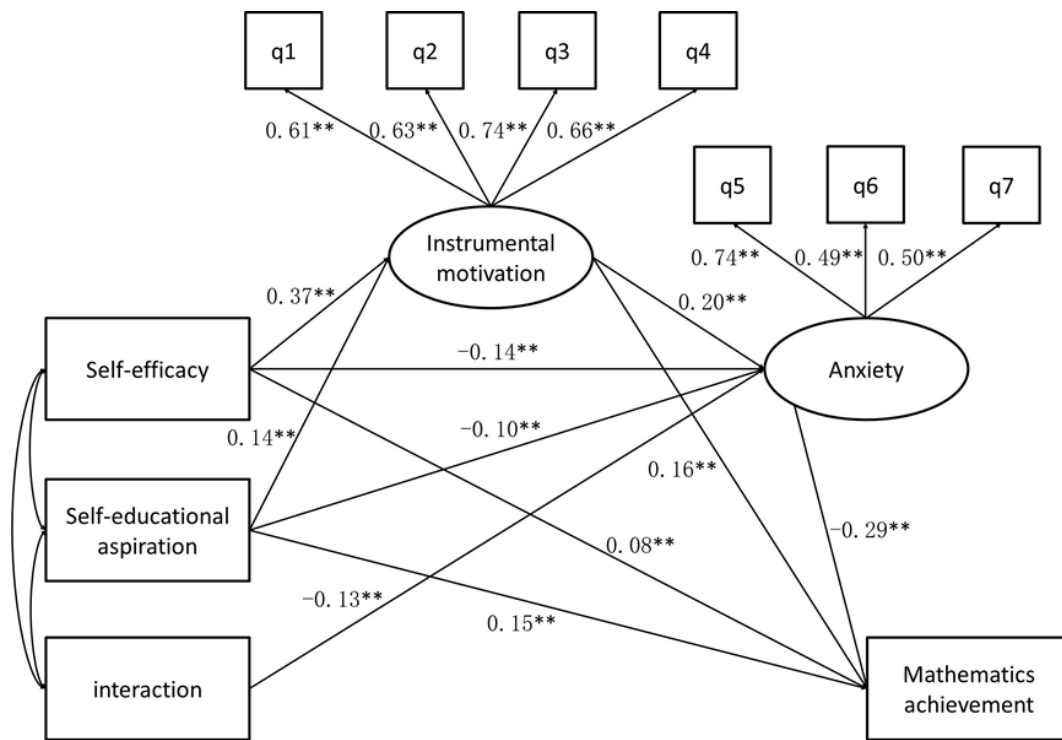 q1
q2
q3
q4
0.61**
0.63**
0.74**
0.66**
q5
q6
q7
Instrumental
motivation
0.74**
0.49**
0.50**
0.37**
0.20**
Self-efficacy
-0.14**
Anxiety
0.14**
-0.10**
0.16**
Self-educational
aspiration
-0.29**
0.08**
-0.13**
0.15**
interaction
Mathematics
achievement